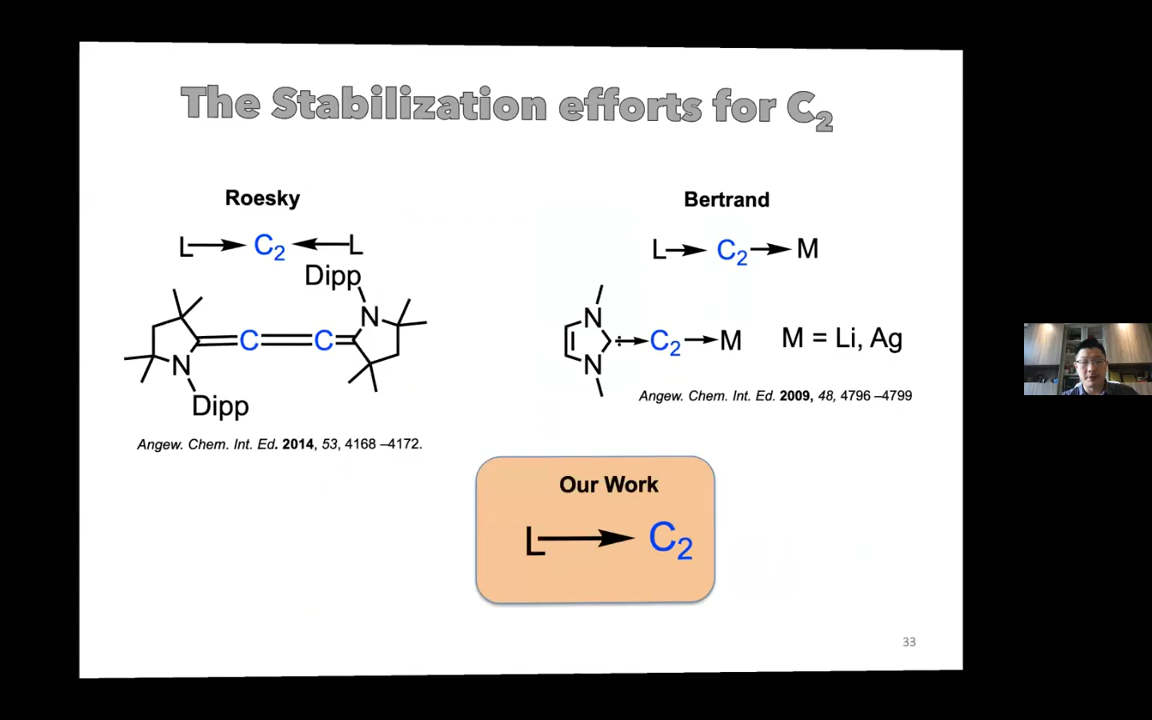 The Stabilization efforts for C₂
Roesky
L C₂ L
Dipp
N
C C
N
Dipp
Angew. Chem. Int. Ed. 2014, 53, 4168 –4172.
Bertrand
L C₂ M
N
C₂ M M = Li, Ag
N
Angew. Chem. Int. Ed. 2009, 48, 4796 –4799
Our Work
L C₂
33